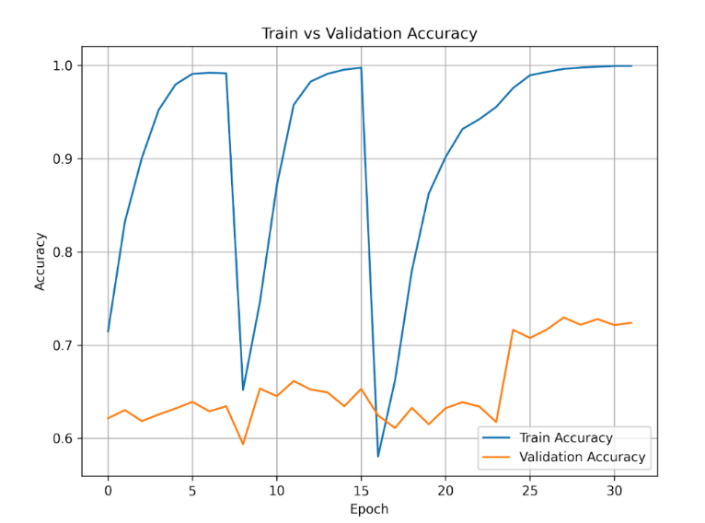 Train vs Validation Accuracy
1.0
0.9
0.8
0.7
0.6
Accuracy
0 5 10 15 20 25 30
Epoch
Train Accuracy
Validation Accuracy